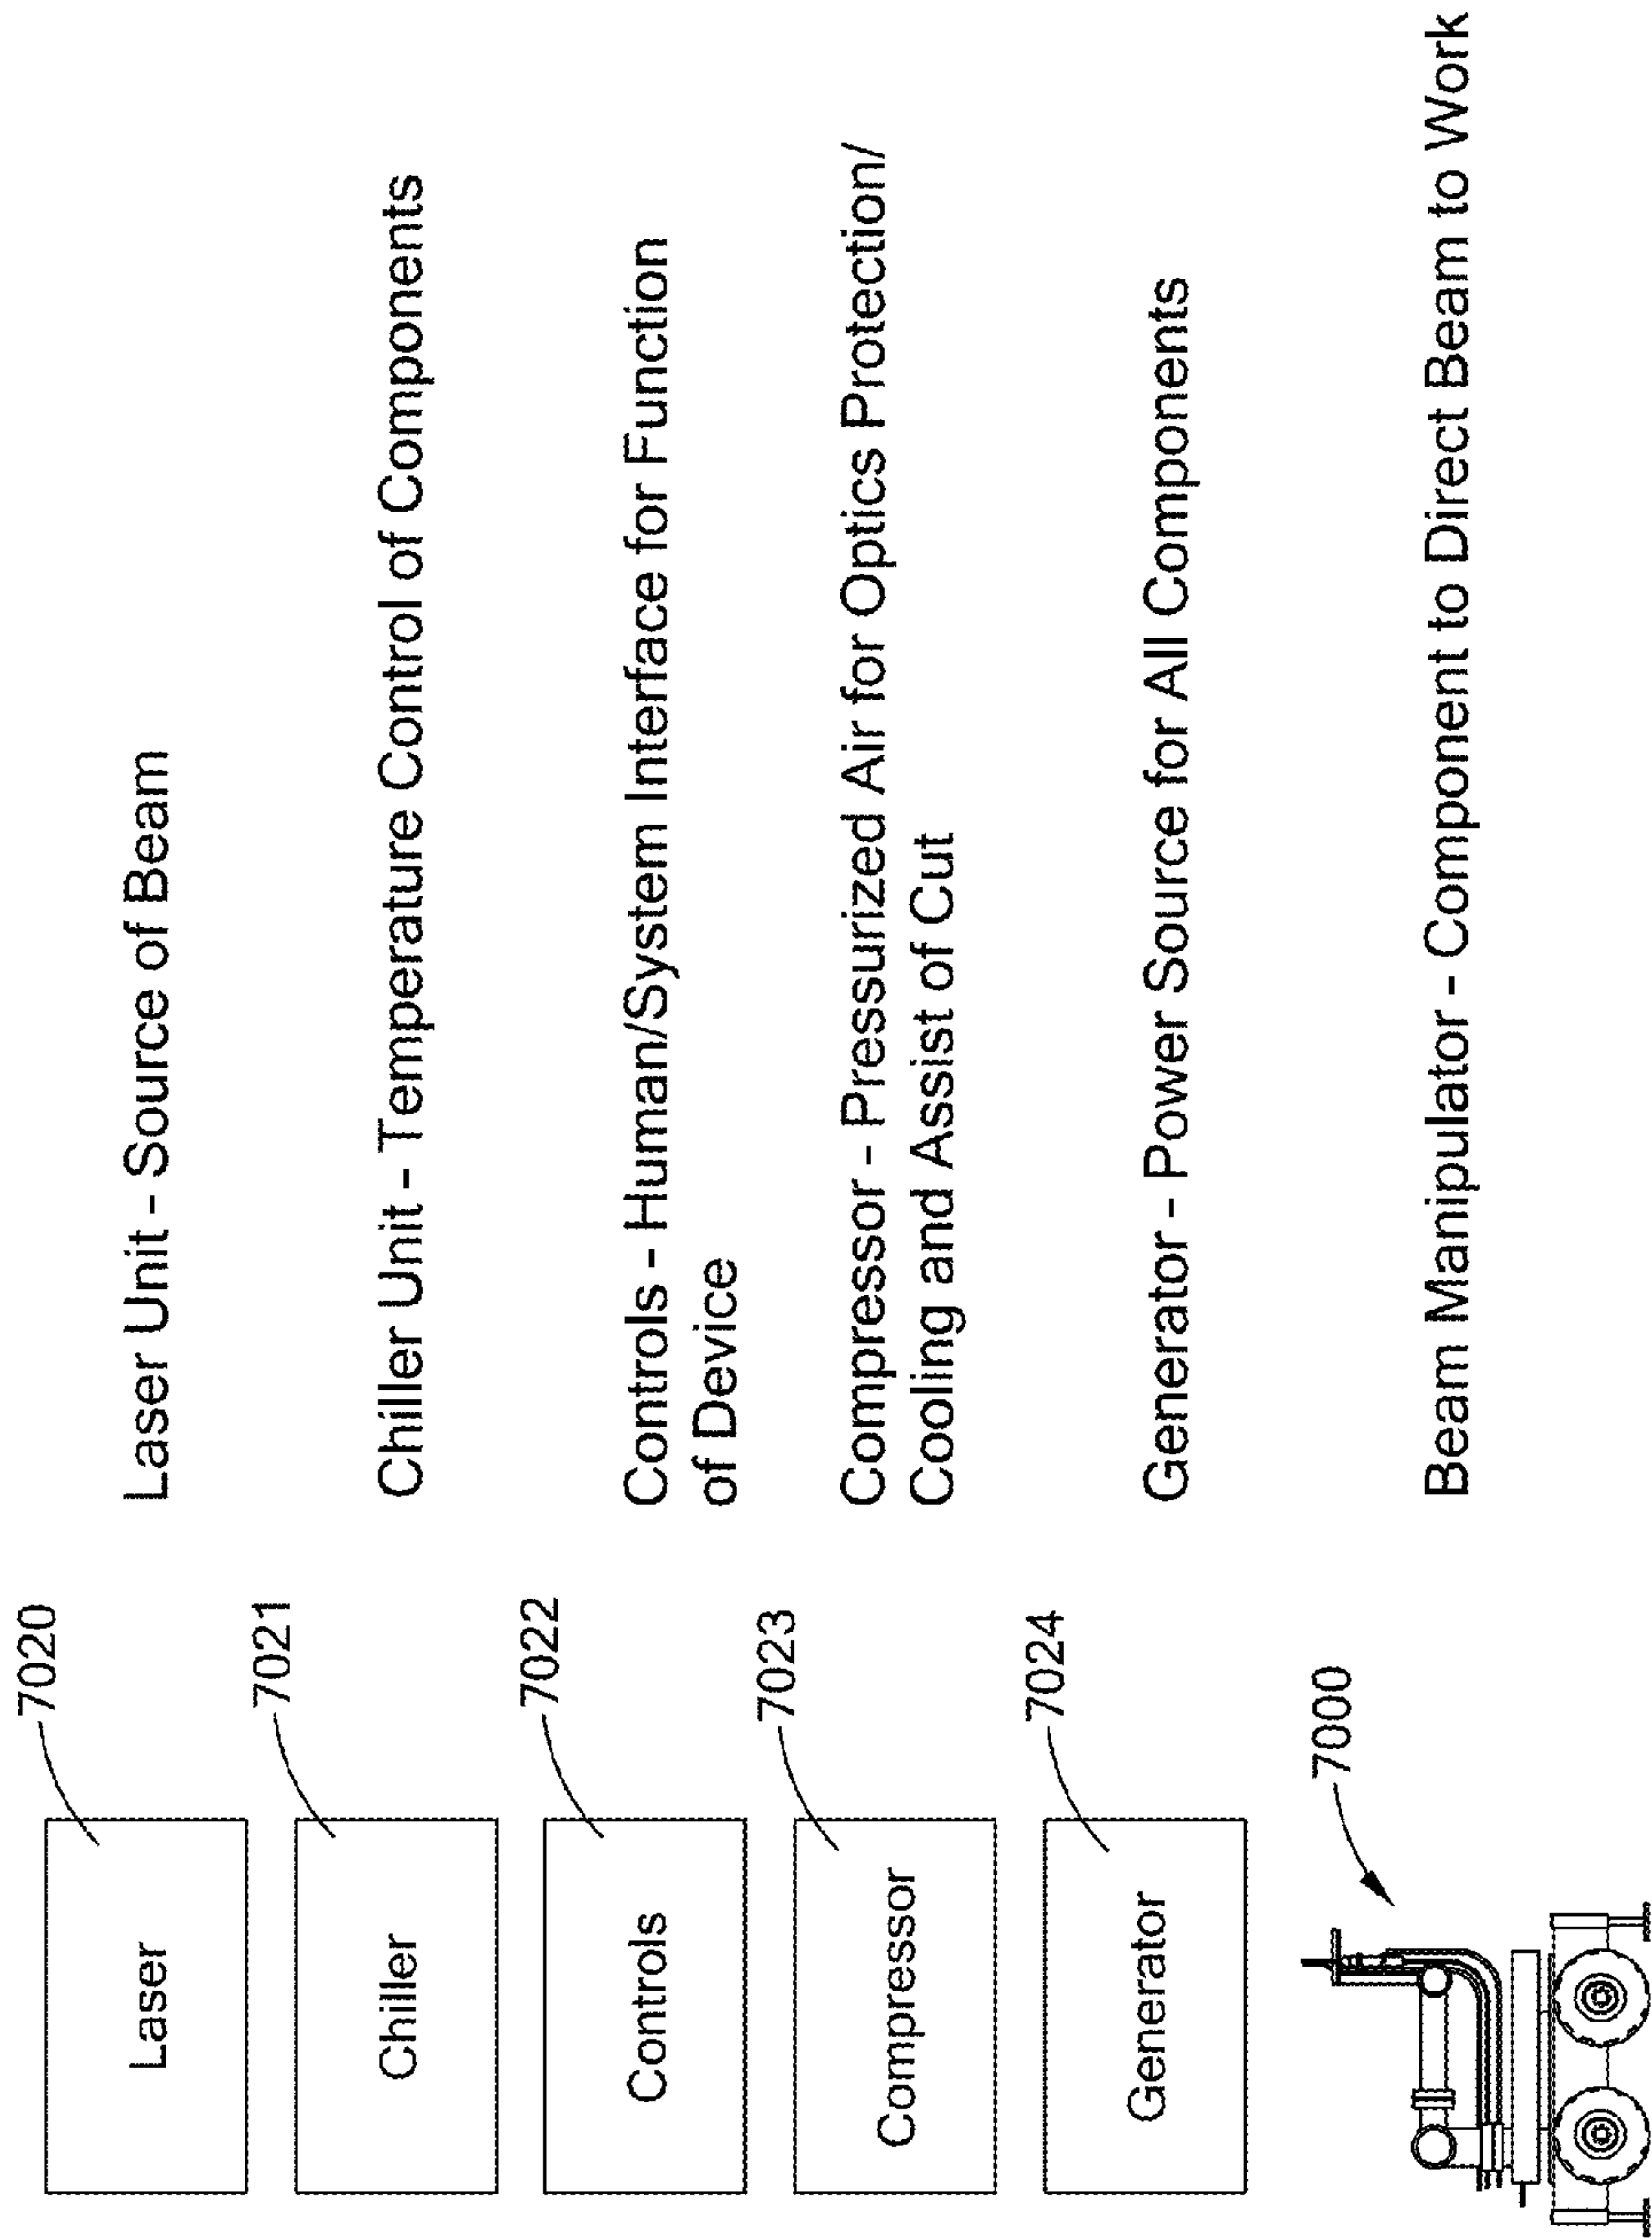 7020
Laser
Laser Unit - Source of Beam
7021
Chiller
Chiller Unit - Temperature Control of Components
7022
Controls
Controls - Human/System Interface for Function
of Device
7023
Compressor
Compressor - Pressurized Air for Optics Protection/
Cooling and Assist of Cut
7024
Generator
Generator - Power Source for All Components
7000
Beam Manipulator - Component to Direct Beam to Work